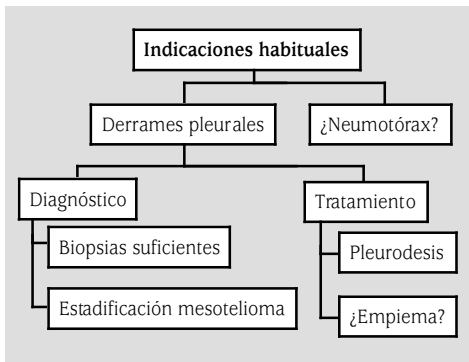 Indicaciones habituales
Derrames pleurales
¿Neumotórax?
Diagnóstico
Tratamiento
Biopsias suficientes
Pleurodesis
Estadificación mesotelioma
¿Empiema?